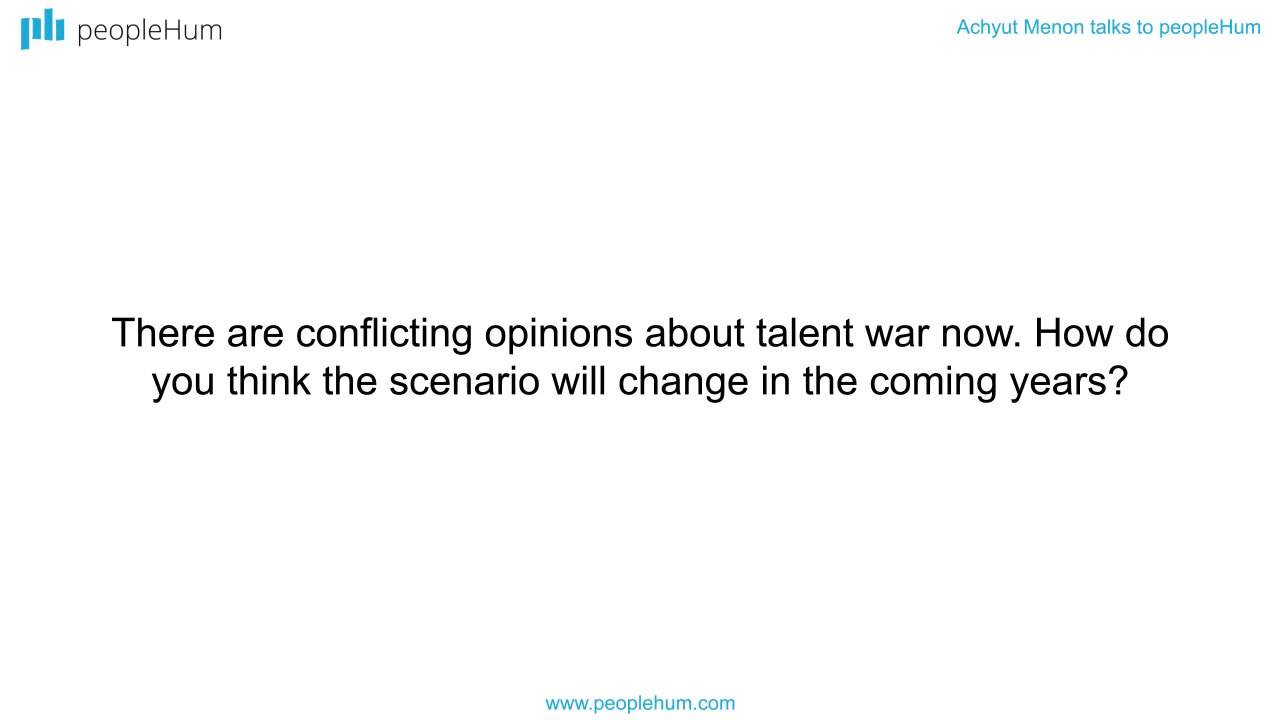 peopleHum
Achyut Menon talks to peopleHum
There are conflicting opinions about talent war now. How do
you think the scenario will change in the coming years?
www.peoplehum.com